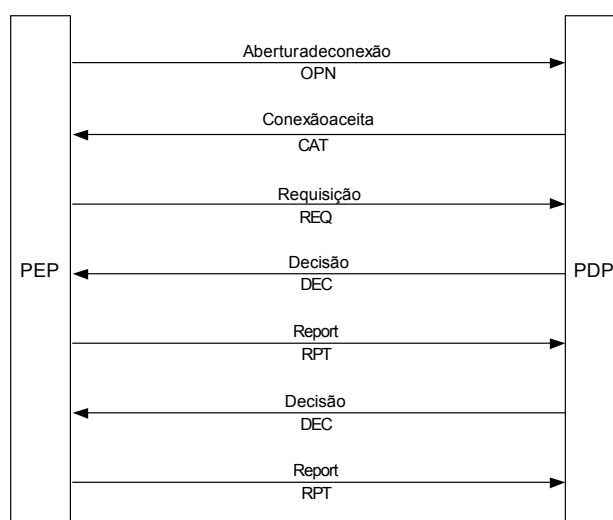 Aberturadeconexão
OPN
Conexãoaceita
CAT
Requisição
REQ
PEP
Decisão
DEC
PDP
Report
RPT
Decisão
DEC
Report
RPT